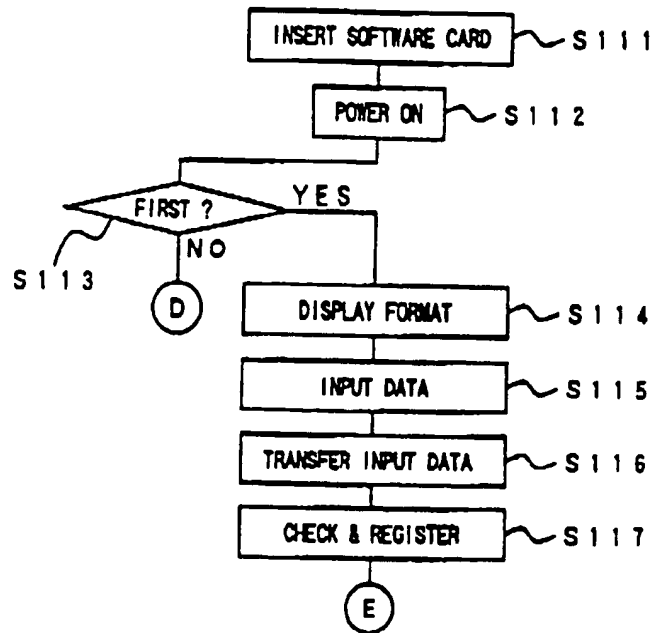 INSERT SOFTWARE CARD S111
POWER ON S112
FIRST ? YES
NO
S113
D
DISPLAY FORMAT S114
INPUT DATA S115
TRANSFER INPUT DATA S116
CHECK & REGISTER S117
E